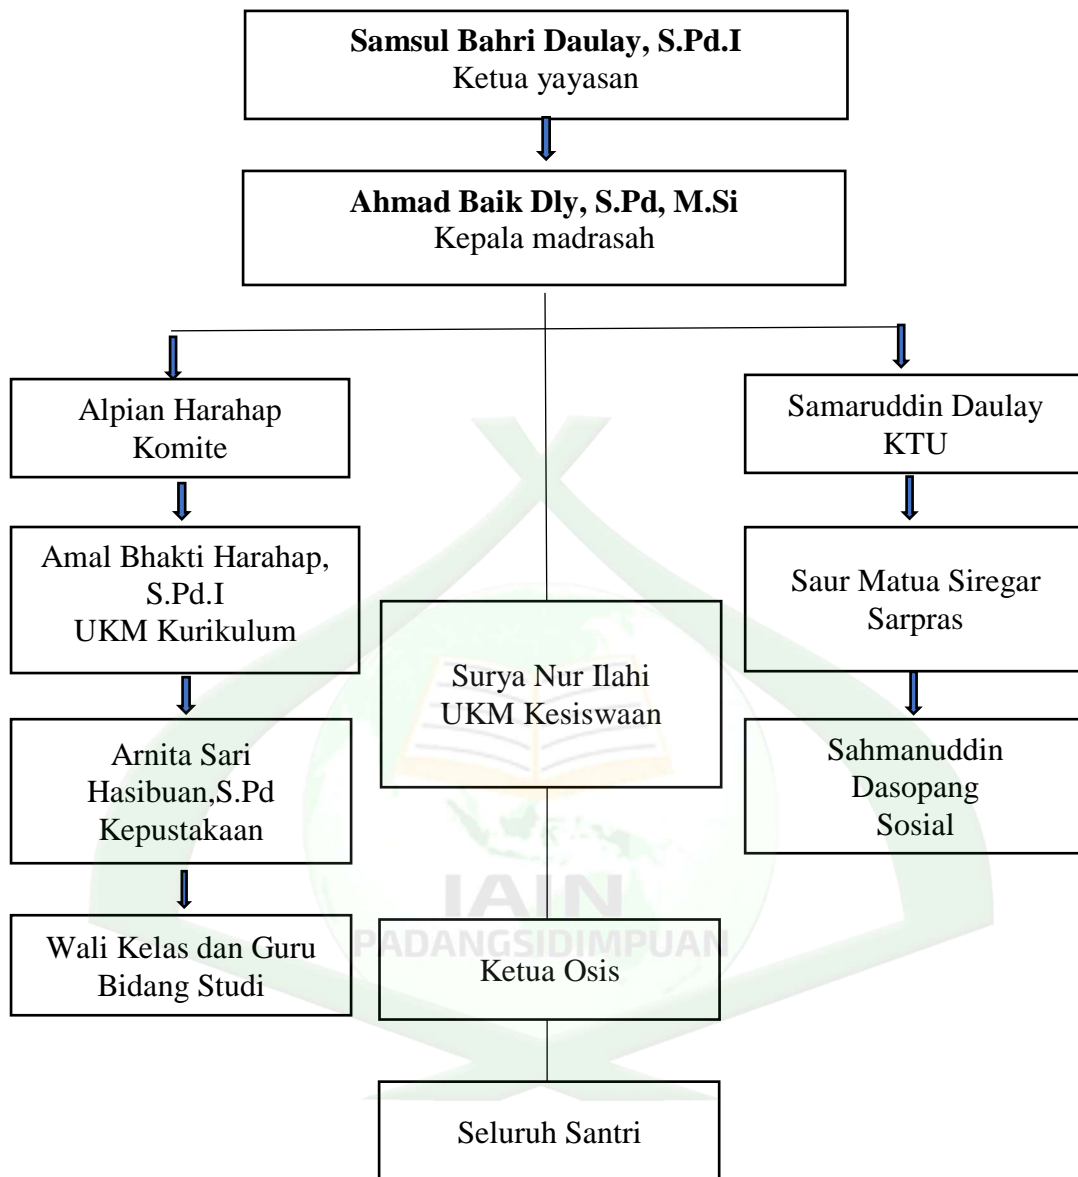 Samsul Bahri Daulay, S.Pd.I
Ketua yayasan
Ahmad Baik Dly, S.Pd, M.Si
Kepala madrasah
Alpian Harahap
Komite
Amal Bhakti Harahap,
S.Pd.I
UKM Kurikulum
Arnita Sari
Hasibuan,S.Pd
Kepustakaan
Wali Kelas dan Guru
Bidang Studi
Surya Nur Ilahi
UKM Kesiswaan
IAIN
PADANGSIDIMPUAN
Ketua Osis
Seluruh Santri
Samaruddin Daulay
KTU
Saur Matua Siregar
Sarpras
Sahmanuddin
Dasopang
Sosial